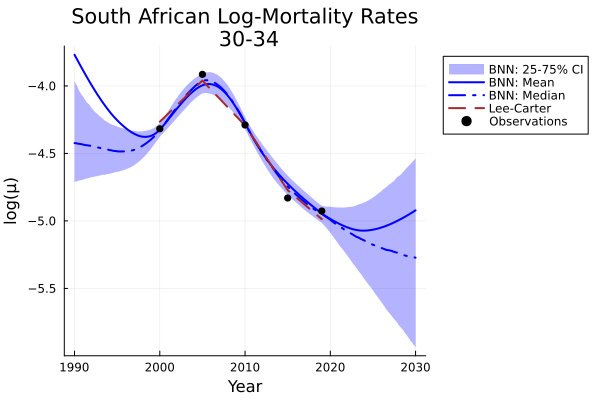 South African Log-Mortality Rates
30-34
BNN: 25-75% CI
BNN: Mean
BNN: Median
Lee-Carter
Observations
log(μ)
−4.0
−4.5
−5.0
−5.5
1990 2000 2010 2020 2030
Year